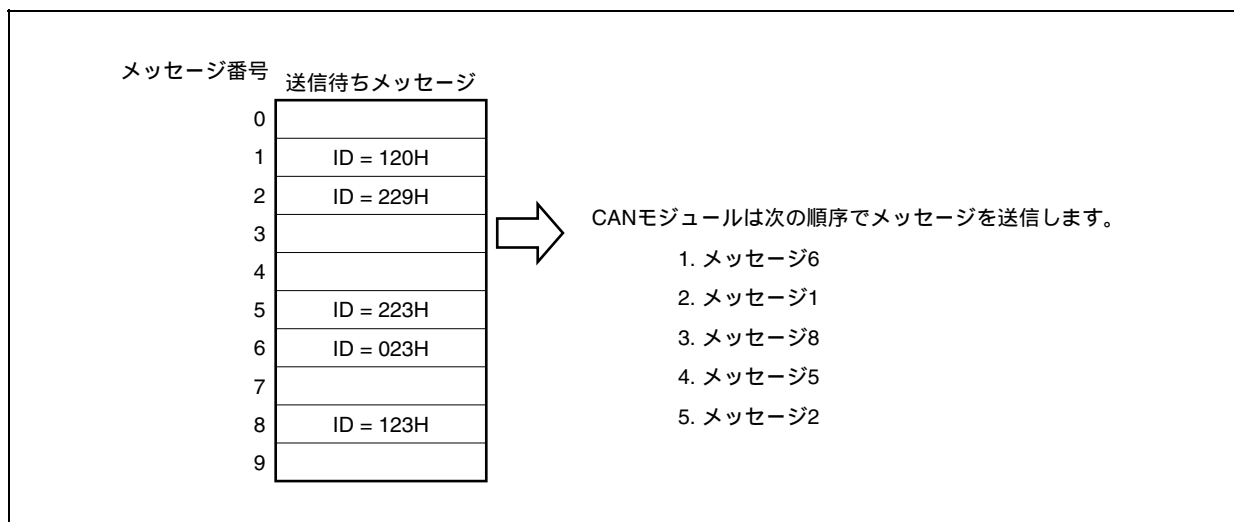 メッセージ番号
送信待ちメッセージ
0
1 ID = 120H
2 ID = 229H
3
4
5 ID = 223H
6 ID = 023H
7
8 ID = 123H
9
CANモジュールは次の順序でメッセージを送信します。
1. メッセージ6
2. メッセージ1
3. メッセージ8
4. メッセージ5
5. メッセージ2